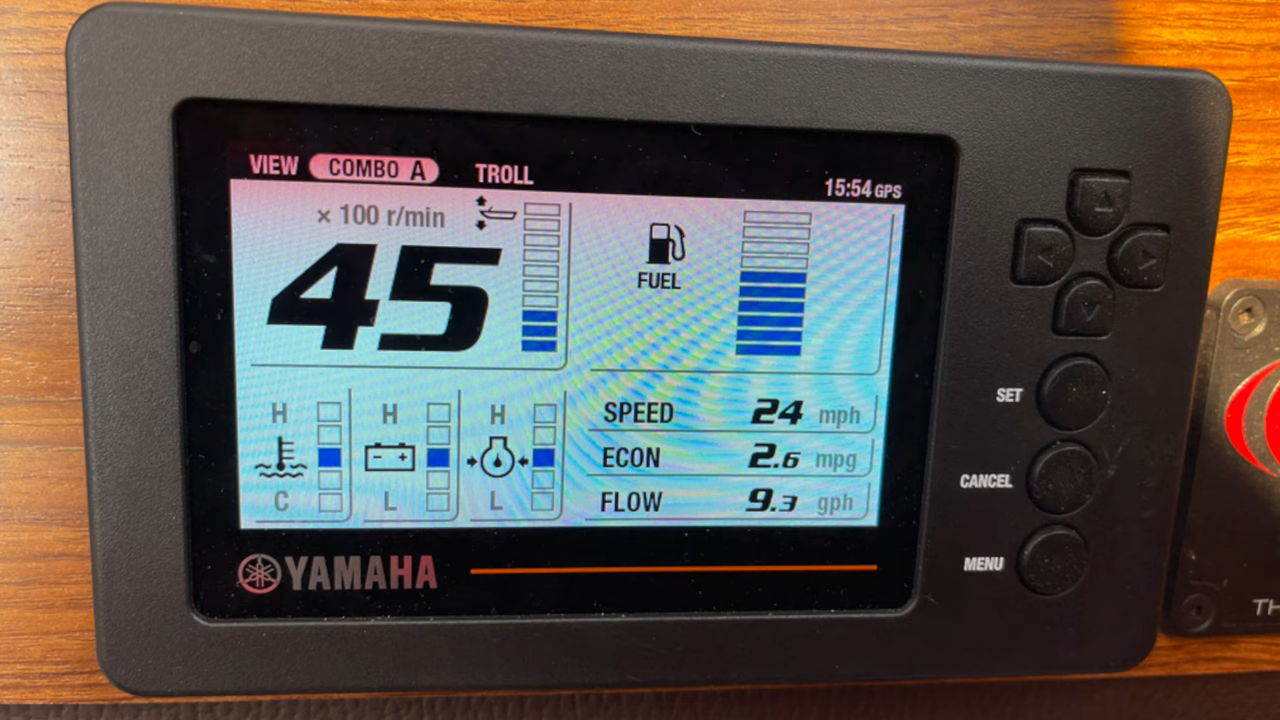 VIEW COMBO A TROLL 15:54 GPS
× 100 r/min
45
FUEL
H H H
C L L
SPEED 24 mph
ECON 2.6 mpg
FLOW 9.3 gph
YAMAHA
SET
CANCEL
MENU
TH